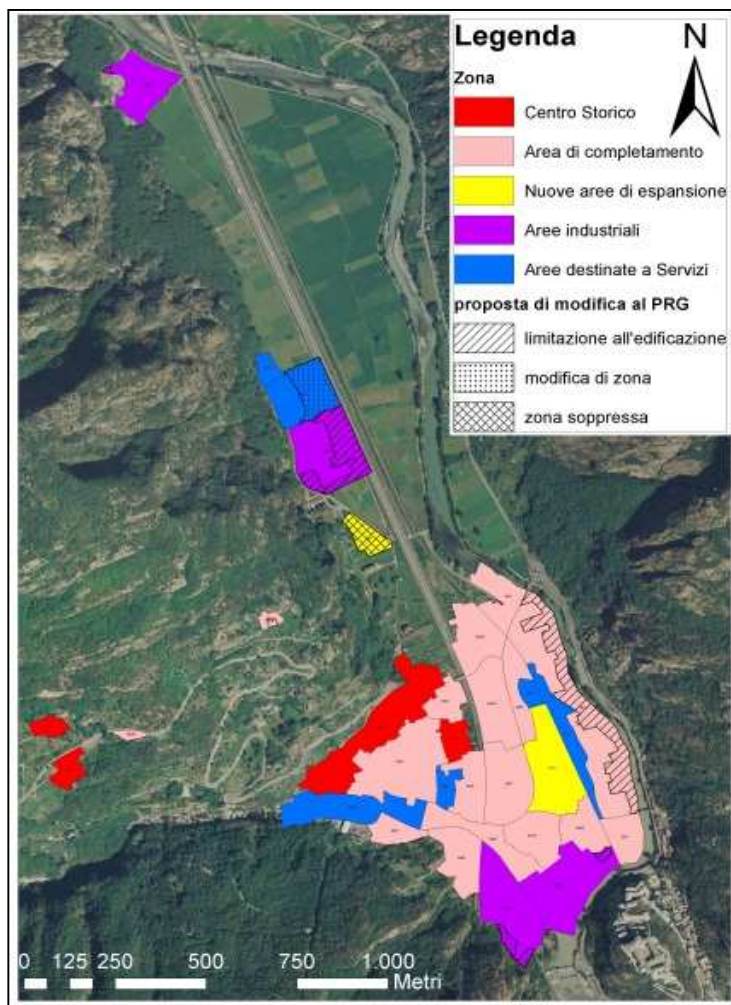 Legenda
N
Zona
Centro Storico
Area di completamento
Nuove aree di espansione
Aree industriali
Aree destinate a Servizi
proposta di modifica al PRG
limitazione all'edificazione
modifica di zona
zona soppressa
0 125 250 500 750 1.000
Metri